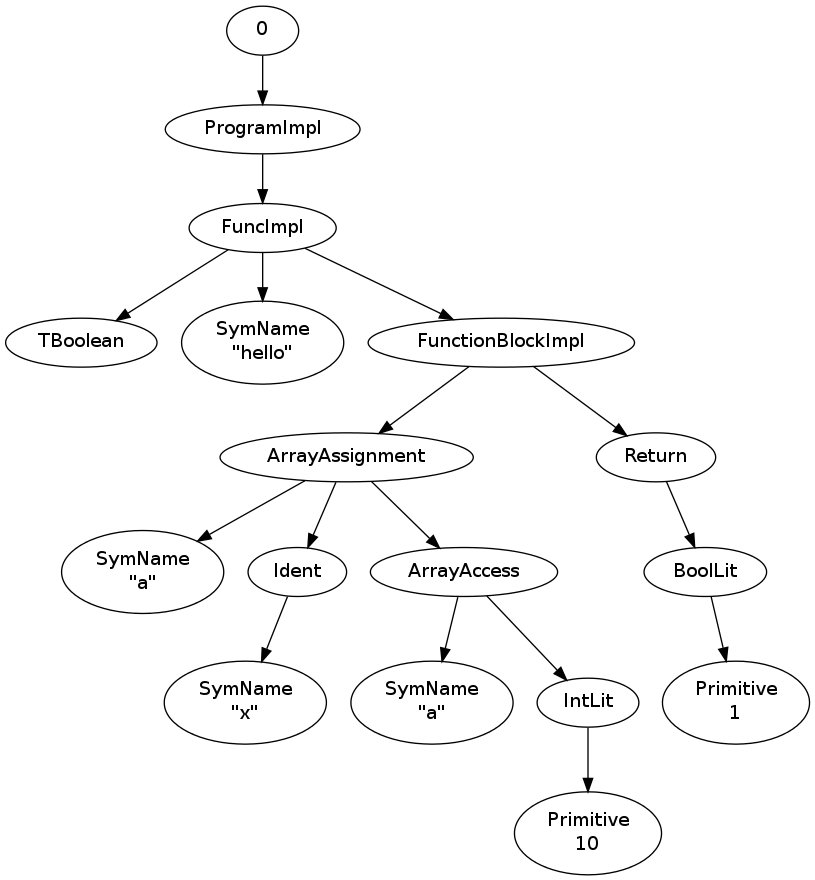 0
ProgramImpl
FuncImpl
TBoolean
SymName
"hello"
FunctionBlockImpl
ArrayAssignment
Return
SymName
"a"
Ident
ArrayAccess
BoolLit
SymName
"x"
SymName
"a"
IntLit
Primitive
1
Primitive
10